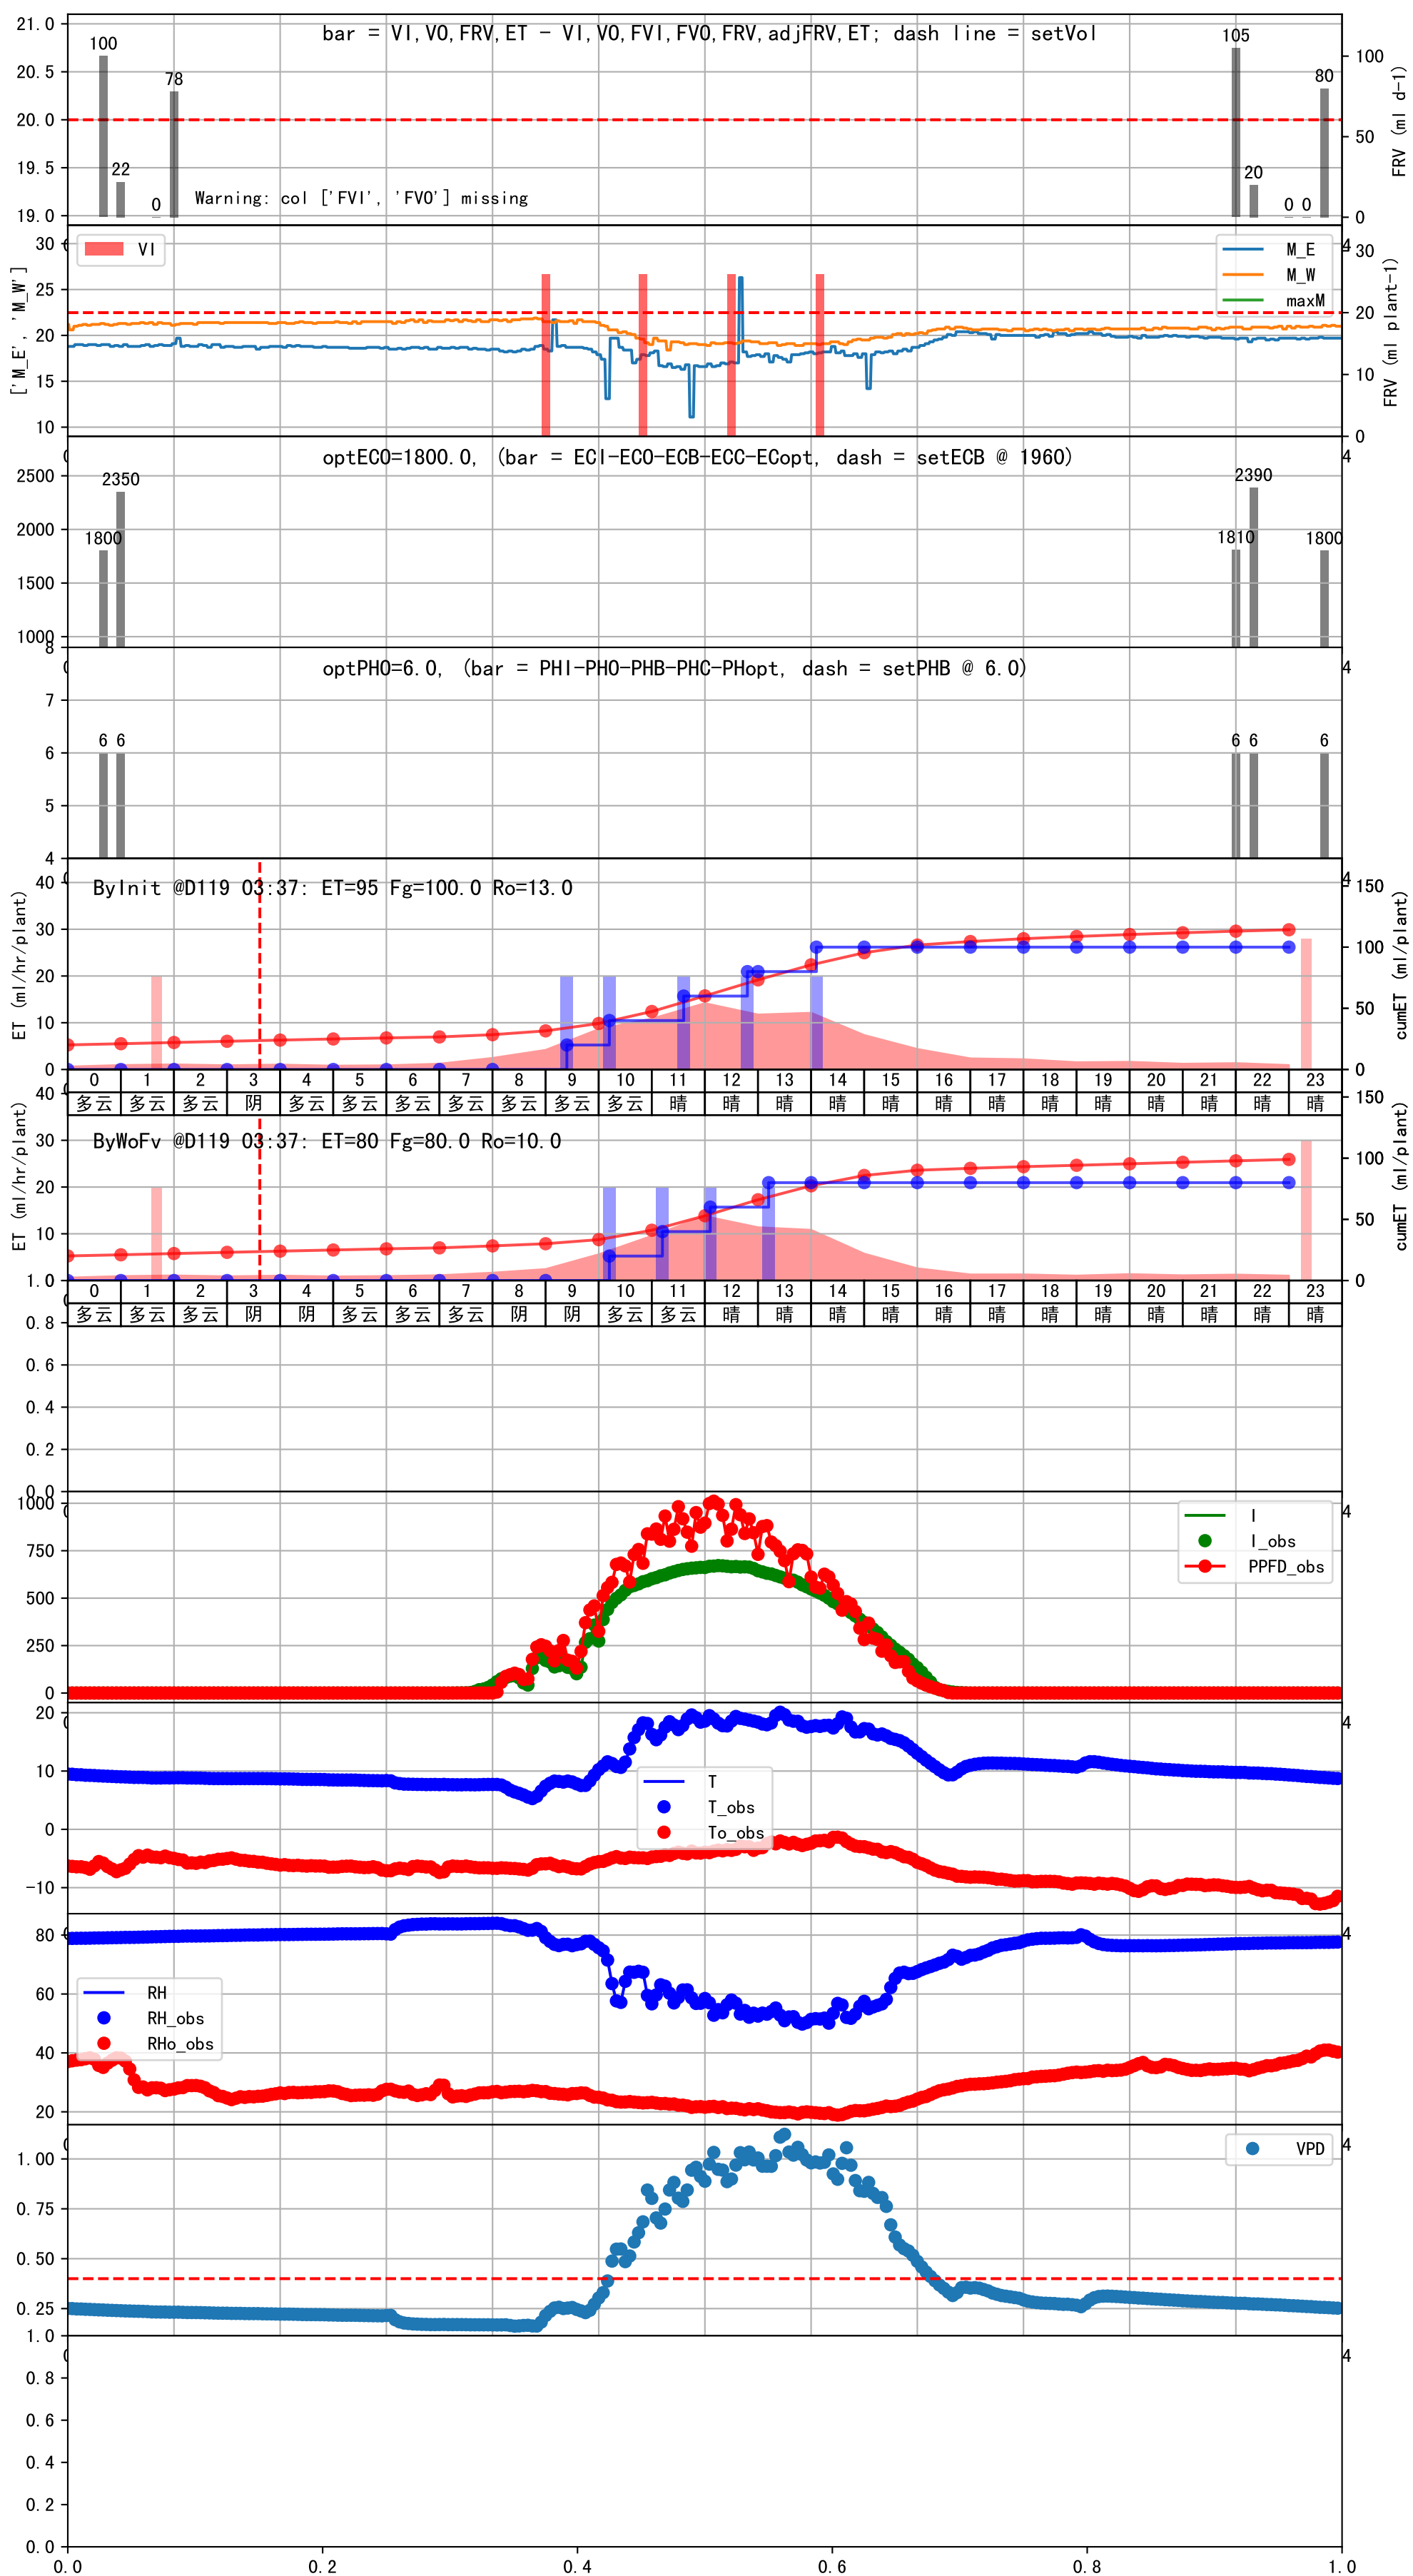 bar = VI,VO,FRV,ET - VI,VO,FVI,FVO,FRV,adjFRV,ET; dash line = setVol
21.0
20.5
20.0
19.5
19.0
100
22
0
78
105
20
0 0
80
Warning: col ['FVI', 'FVO'] missing
100
50
0
FRV (ml d-1)
VI
M_E
M_W
maxM
30
25
20
15
10
['M_E', 'M_W']
30
20
10
0
FRV (ml plant-1)
optECO=1800.0, (bar = ECI-ECO-ECB-ECC-ECopt, dash = setECB @ 1960)
2500
2000
1500
1000
1800
2350
1810
2390
1800
4
optPHO=6.0, (bar = PHI-PHO-PHB-PHC-PHopt, dash = setPHB @ 6.0)
8
7
6
5
4
6 6
6 6
6
4
ByInit @D119 03:37: ET=95 Fg=100.0 Ro=13.0
40
30
20
10
0
ET (ml/hr/plant)
150
100
50
0
cumET (ml/plant)
0 1 2 3 4 5 6 7 8 9 10 11 12 13 14 15 16 17 18 19 20 21 22 23
多云 多云 多云 阴 多云 多云 多云 多云 多云 多云 多云 晴 晴 晴 晴 晴 晴 晴 晴 晴 晴 晴 晴 晴
ByWoFv @D119 03:37: ET=80 Fg=80.0 Ro=10.0
40
30
20
10
1.0
ET (ml/hr/plant)
150
100
50
0
cumET (ml/plant)
0 1 2 3 4 5 6 7 8 9 10 11 12 13 14 15 16 17 18 19 20 21 22 23
多云 多云 多云 阴 阴 多云 多云 多云 阴 阴 多云 多云 晴 晴 晴 晴 晴 晴 晴 晴 晴 晴 晴 晴
0.8
0.6
0.4
0.2
0.0
1000
750
500
250
0
I
I_obs
PPFD_obs
4
20
10
0
-10
T
T_obs
To_obs
4
80
60
40
20
RH
RH_obs
RHo_obs
4
1.00
0.75
0.50
0.25
VPD
4
1.0
0.8
0.6
0.4
0.2
0.0
4
0.0 0.2 0.4 0.6 0.8 1.0